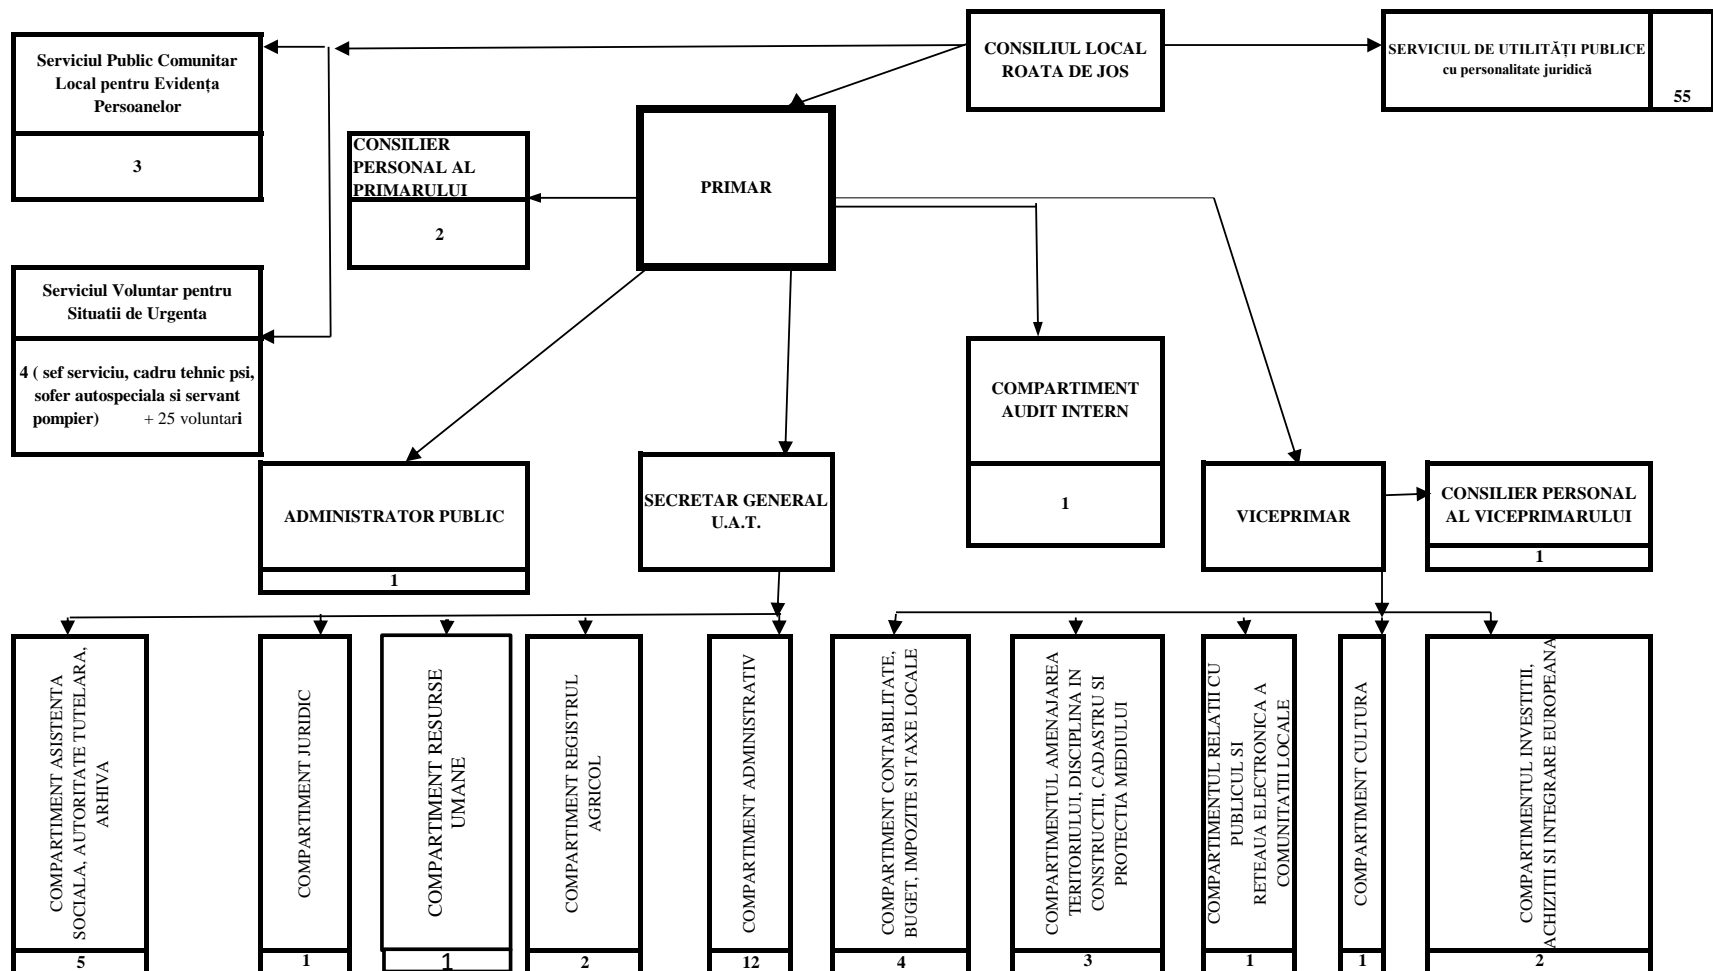 CONSILIUL LOCAL
ROATA DE JOS
SERVICIUL DE UTILITĂȚI PUBLICE
cu personalitate juridică
55
Serviciul Public Comunitar
Local pentru Evidența
Persoanelor
3
CONSILIER
PERSONAL AL
PRIMARULUI
2
PRIMAR
Serviciul Voluntar pentru
Situatii de Urgenta
4 ( sef serviciu, cadru tehnic psi,
sofer autospeciala si servant
pompier) + 25 voluntari
COMPARTIMENT
AUDIT INTERN
1
ADMINISTRATOR PUBLIC
1
SECRETAR GENERAL
U.A.T.
VICEPRIMAR
CONSILIER PERSONAL
AL VICEPRIMARULUI
1
COMPARTIMENT ASISTENTA
SOCIALA, AUTORITATE TUTELARA,
ARHIVA
5
COMPARTIMENT JURIDIC
1
COMPARTIMENT RESURSE
UMANE
1
COMPARTIMENT REGISTRUL
AGRICOL
2
COMPARTIMENT ADMINISTRATIV
12
COMPARTIMENT CONTABILITATE,
BUGET, IMPOZITE SI TAXE LOCALE
4
COMPARTIMENTUL AMENAJAREA
TERITORIULUI, DISCIPLINA IN
CONSTRUCTII, CADASTRU SI
PROTECTIA MEDIULUI
3
COMPARTIMENTUL RELATII CU
PUBLICUL SI
RETEAUA ELECTRONICA A
COMUNITATII LOCALE
1
COMPARTIMENT CULTURA
1
COMPARTIMENTUL INVESTITII,
ACHIZITII SI INTEGRARE EUROPEANA
2